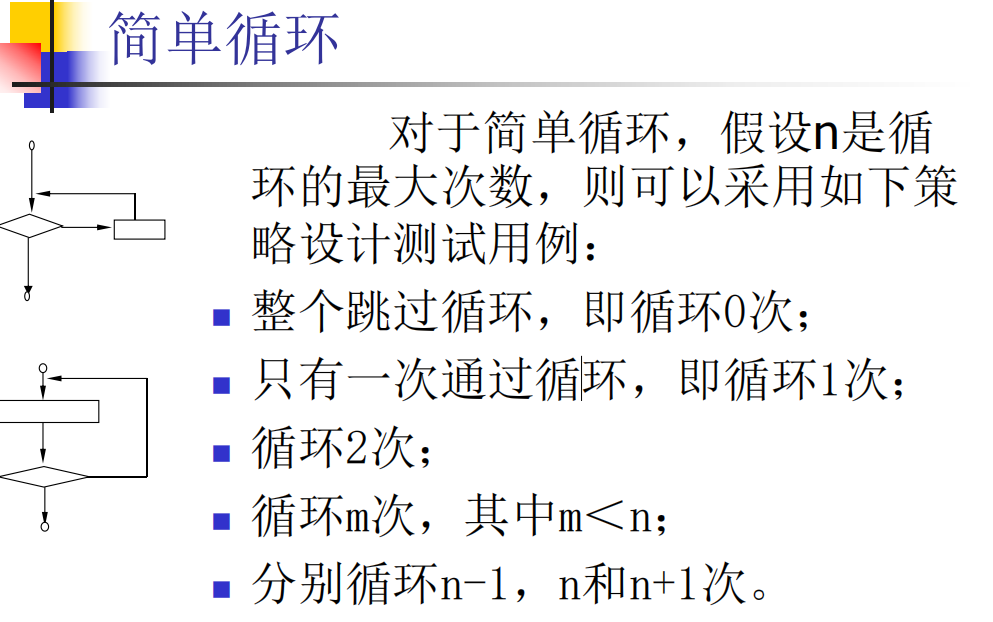 简单循环
对于简单循环，假设n是循
环的最大次数，则可以采用如下策
略设计测试用例：
整个跳过循环，即循环0次；
只有一次通过循环，即循环1次；
循环2次；
循环m次，其中m＜n；
分别循环n-1，n和n+1次。